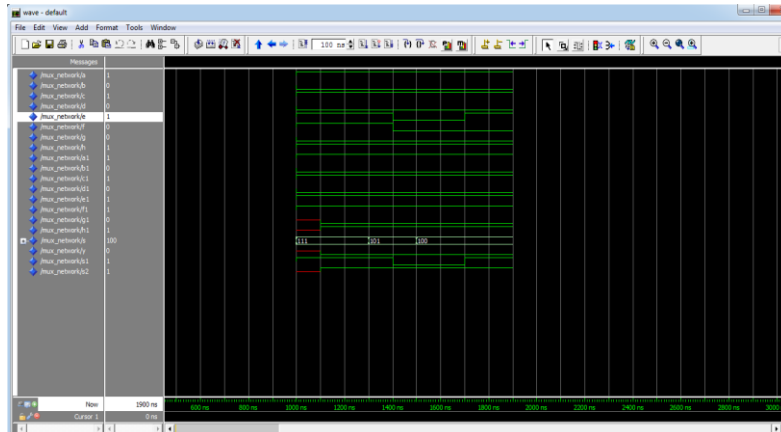 wave - default
File Edit View Add Format Tools Window
100 ns
Messages
/mux_network/a 1
/mux_network/b 0
/mux_network/c 1
/mux_network/d 0
/mux_network/e 1
/mux_network/f 0
/mux_network/g 0
/mux_network/h 1
/mux_network/a1 1
/mux_network/b1 0
/mux_network/c1 1
/mux_network/d1 0
/mux_network/e1 1
/mux_network/f1 1
/mux_network/g1 0
/mux_network/h1 1
/mux_network/s 100 111 101 100
/mux_network/y 0
/mux_network/s1 1
/mux_network/s2 1
Now 1900 ns 600 ns 800 ns 1000 ns 1200 ns 1400 ns 1600 ns 1800 ns 2000 ns 2200 ns 2400 ns 2600 ns 2800 ns 3000
Cursor 1 0 ns